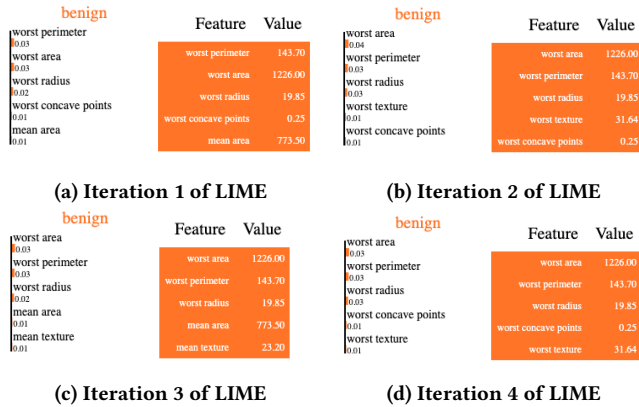 benign
worst perimeter
0.03
worst area
0.03
worst radius
0.02
worst concave points
0.01
mean area
0.01
Feature Value
worst perimeter 143.70
worst area 1226.00
worst radius 19.85
worst concave points 0.25
mean area 773.50
(a) Iteration 1 of LIME
benign
worst area
0.04
worst perimeter
0.03
worst radius
0.03
worst texture
0.01
worst concave points
0.01
Feature Value
worst area 1226.00
worst perimeter 143.70
worst radius 19.85
worst texture 31.64
worst concave points 0.25
(b) Iteration 2 of LIME
benign
worst area
0.03
worst perimeter
0.03
worst radius
0.02
mean area
0.01
mean texture
0.01
Feature Value
worst area 1226.00
worst perimeter 143.70
worst radius 19.85
mean area 773.50
mean texture 23.20
(c) Iteration 3 of LIME
benign
worst area
0.03
worst perimeter
0.03
worst radius
0.03
worst concave points
0.01
worst texture
0.01
Feature Value
worst area 1226.00
worst perimeter 143.70
worst radius 19.85
worst concave points 0.25
worst texture 31.64
(d) Iteration 4 of LIME